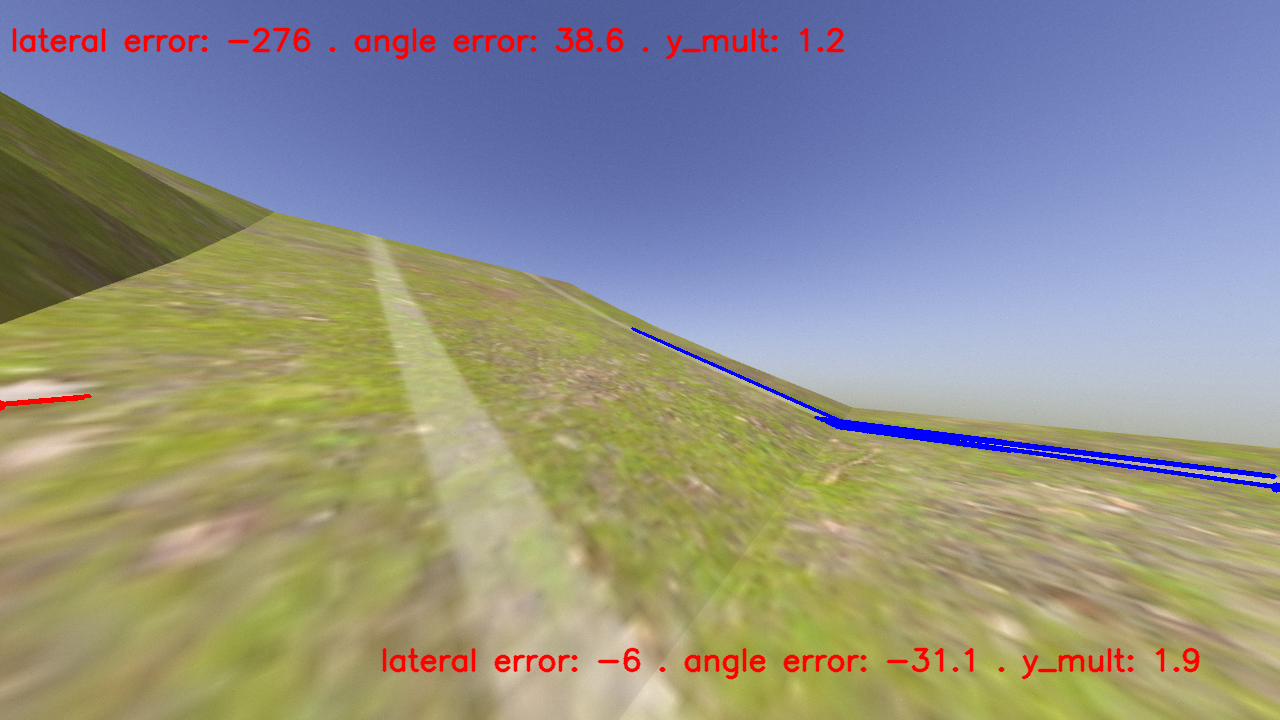 lateral error: -276 . angle error: 38.6 . y_mult: 1.2
lateral error: -6 . angle error: -31.1 . y_mult: 1.9